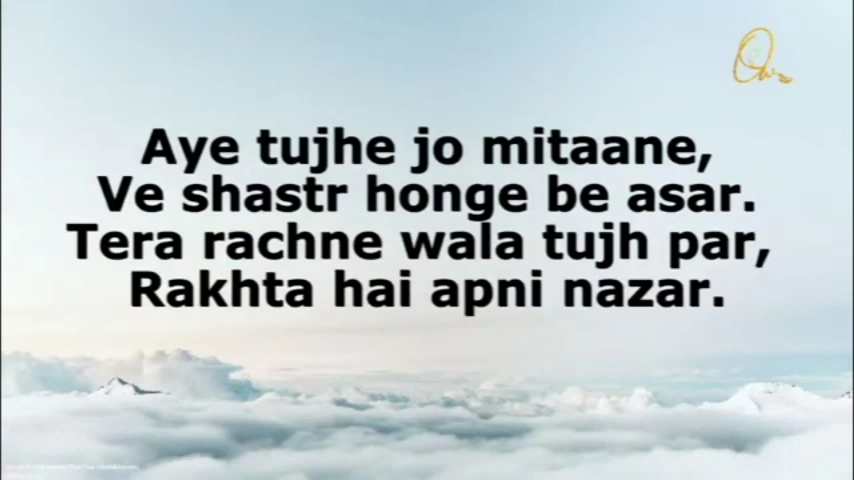 Aye tujhe jo mitaane,
Ve shastr honge be asar.
Tera rachne wala tujh par,
Rakhta hai apni nazar.